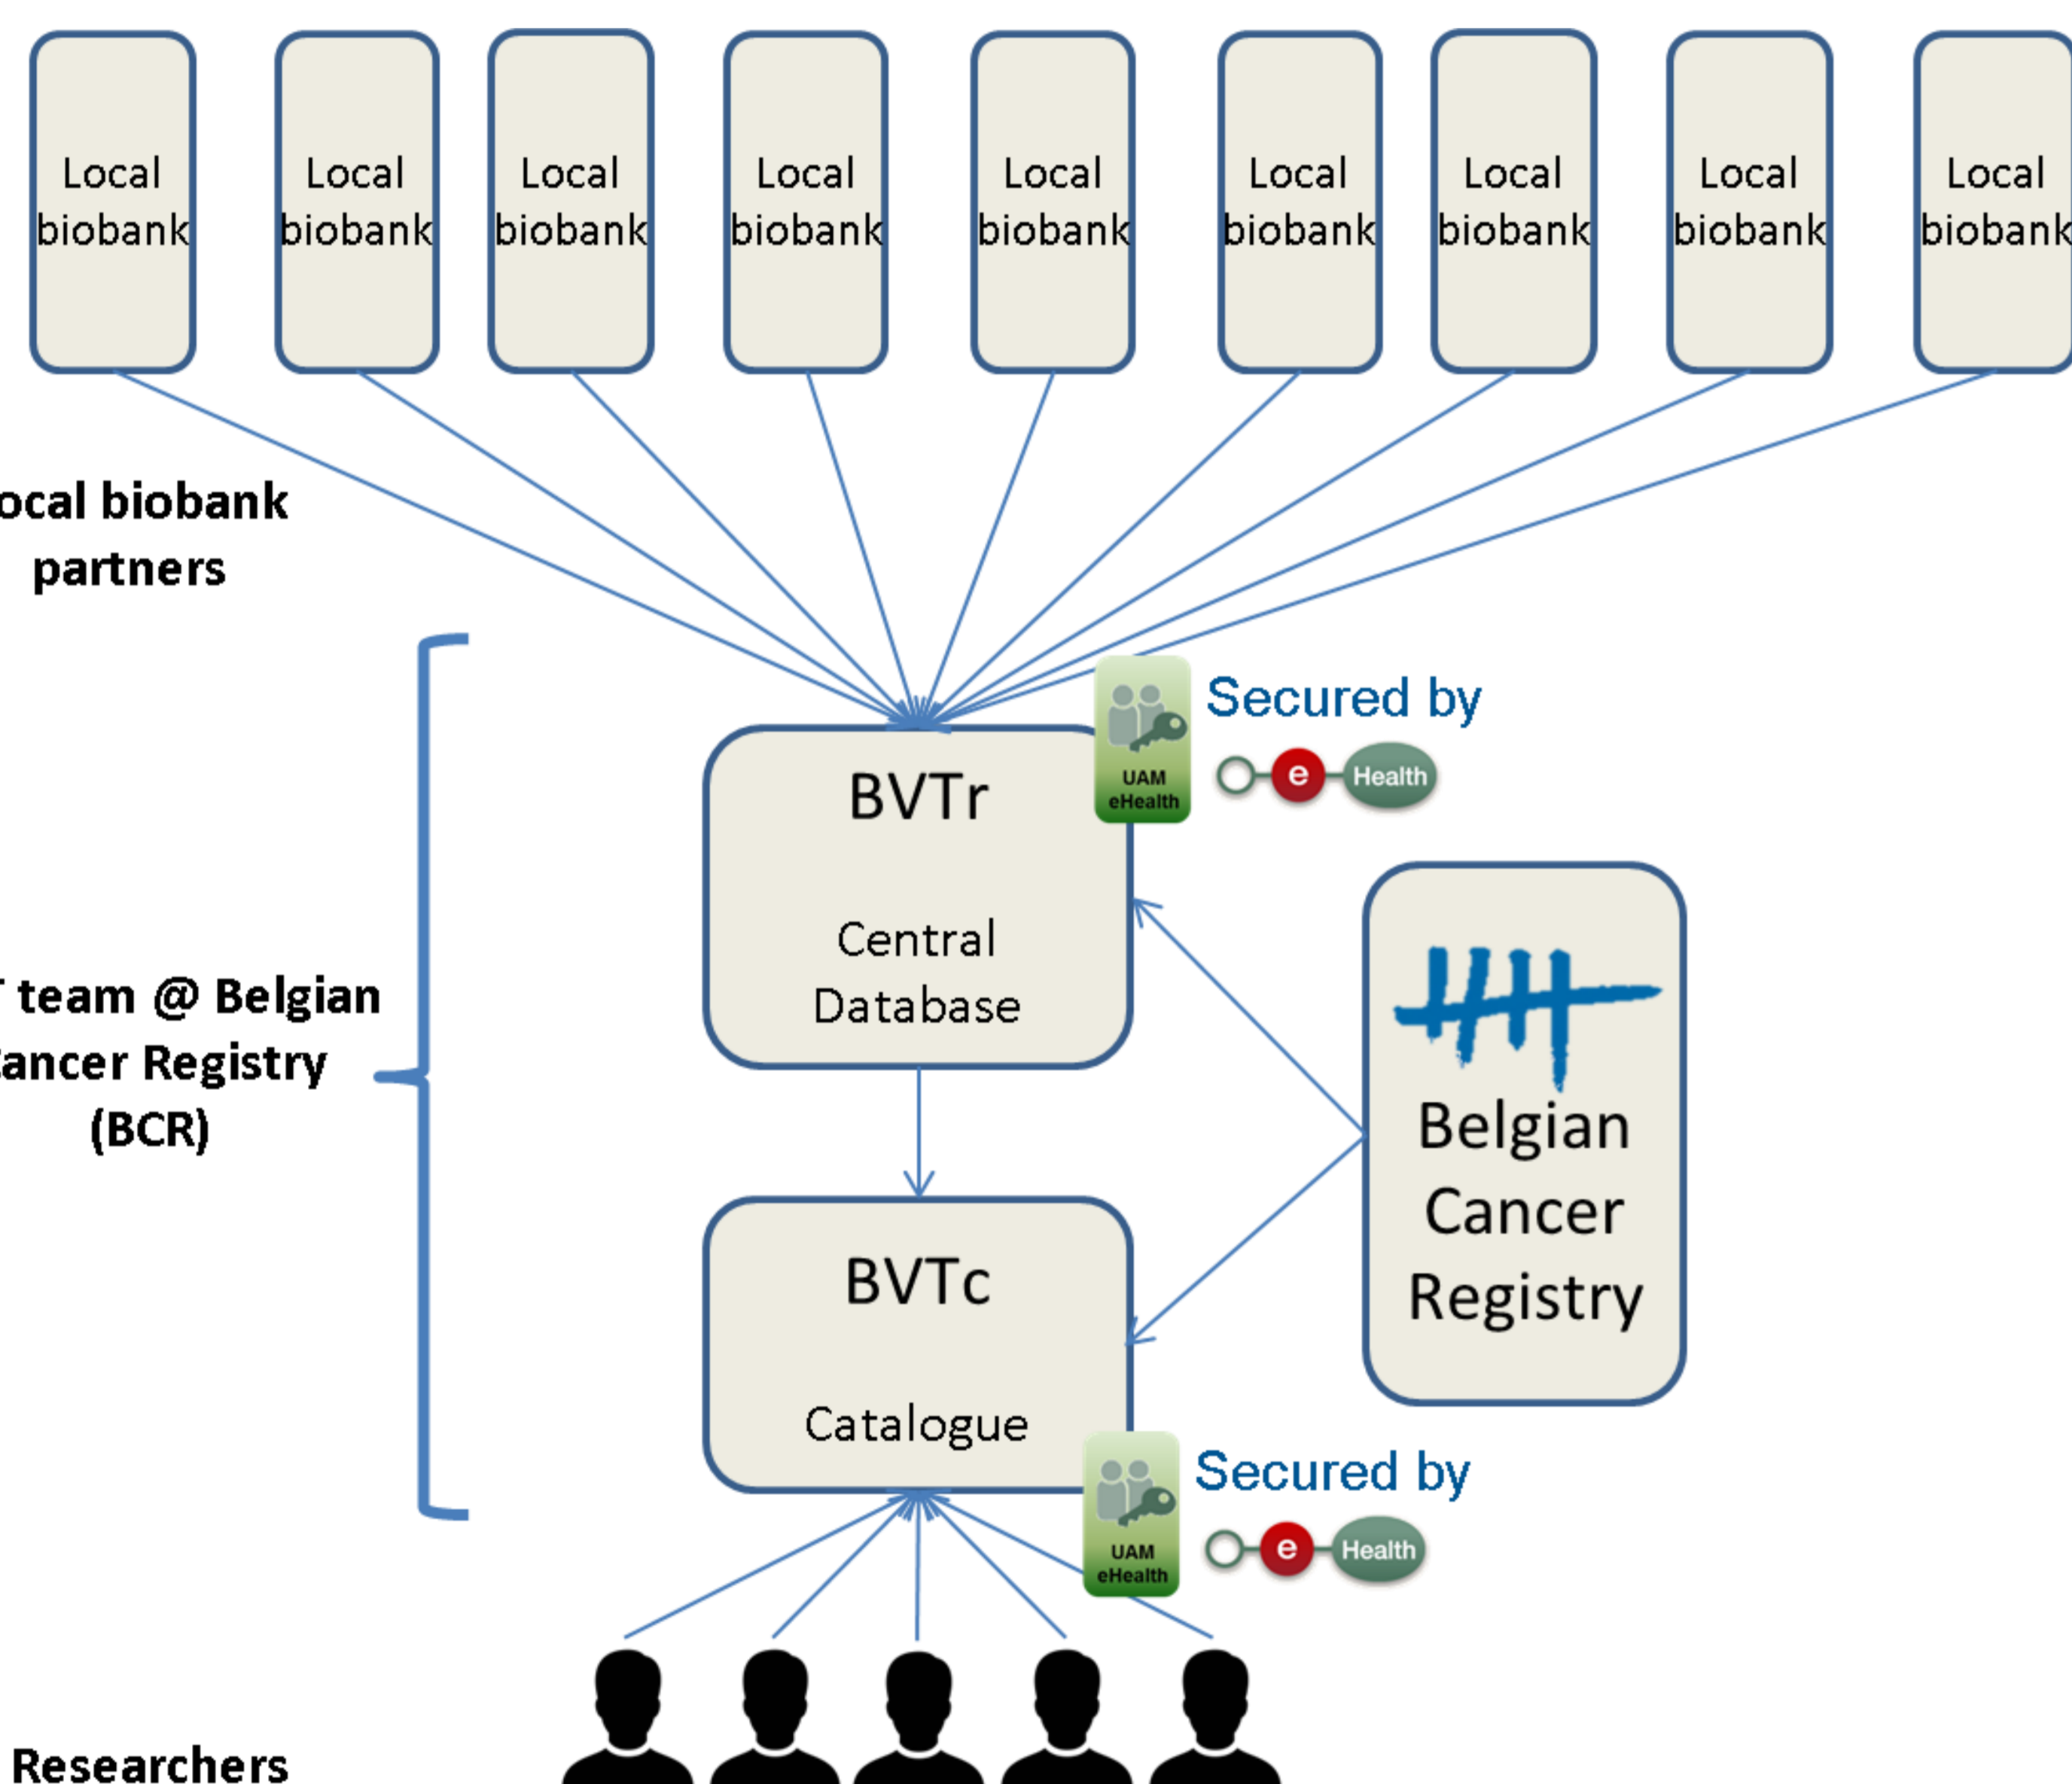 Local
biobank
Local
biobank
Local
biobank
Local
biobank
Local
biobank
Local
biobank
Local
biobank
Local
biobank
Local
biobank
ocal biobank
partners
Secured by
e Health
UAM
eHealth
BVTr
Central
Database
team @ Belgian
ancer Registry
(BCR)
Belgian
Cancer
Registry
BVTc
Catalogue
Secured by
e Health
UAM
eHealth
Researchers